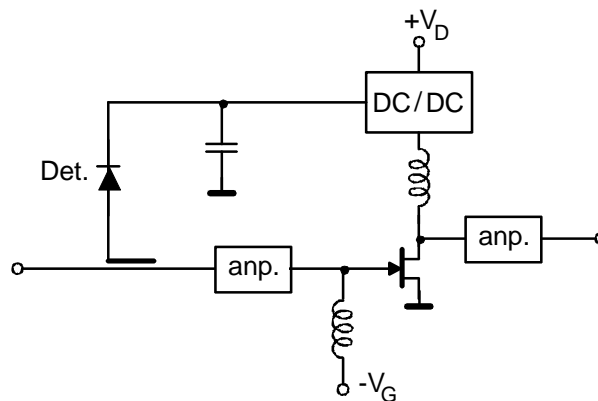 +V_D
DC/DC
Det.
anp.
anp.
-V_G